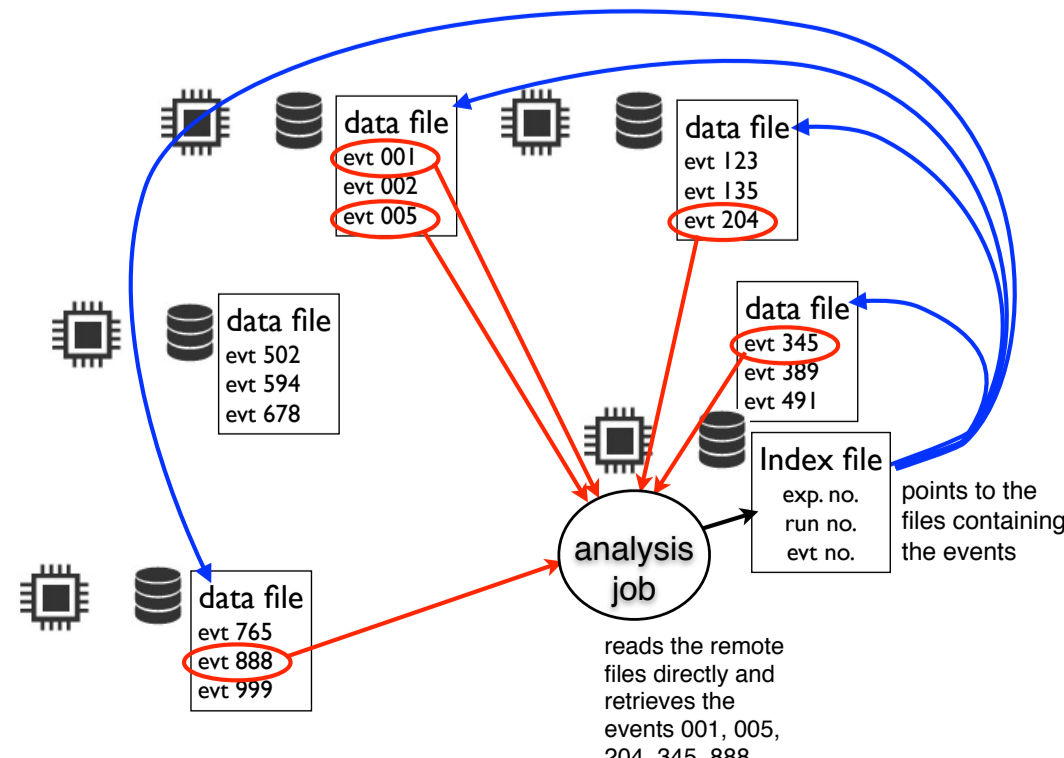 data file
evt 001
evt 002
evt 005
data file
evt 123
evt 135
evt 204
data file
evt 502
evt 594
evt 678
data file
evt 345
evt 389
evt 491
Index file
exp. no.
run no.
evt no.
points to the
files containing
the events
analysis
job
data file
evt 765
evt 888
evt 999
reads the remote
files directly and
retrieves the
events 001, 005,
204, 345, 888